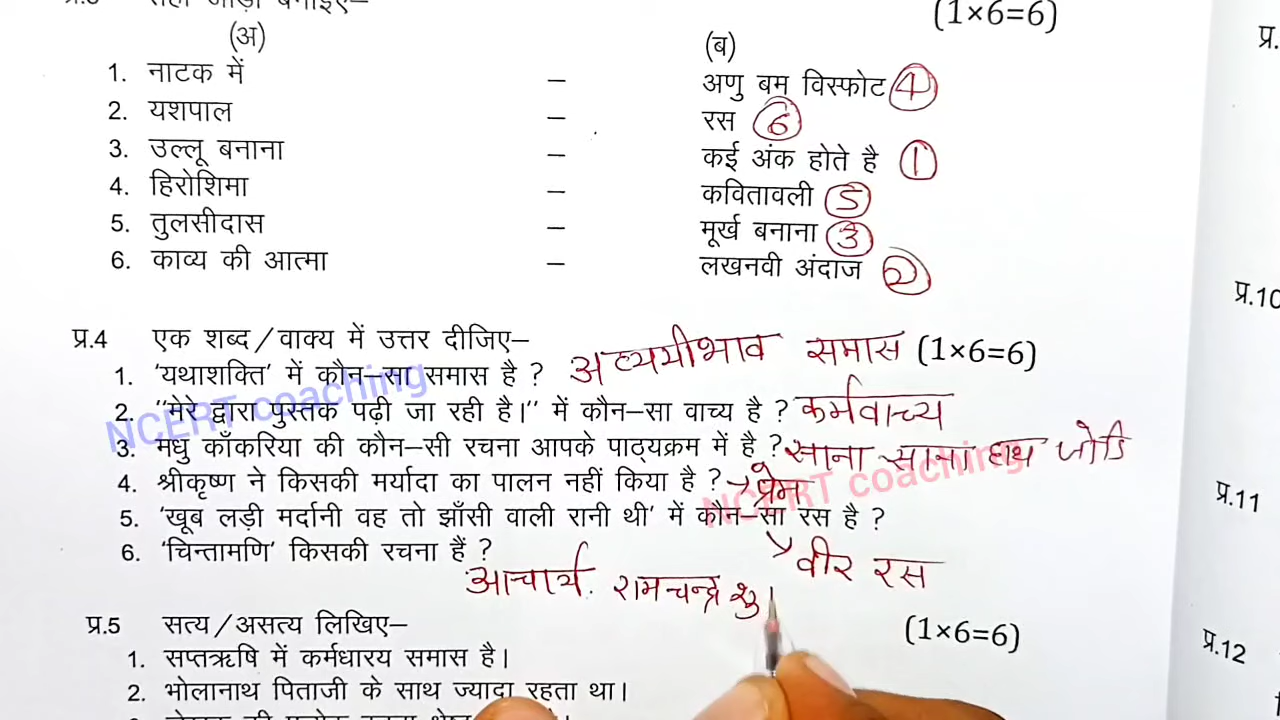 (1×6=6)
(अ) (ब)
1. नाटक में – अणु बम विस्फोट 4
2. यशपाल – रस 6
3. उल्लू बनाना – कई अंक होते है 1
4. हिरोशिमा – कवितावली 5
5. तुलसीदास – मूर्ख बनाना 3
6. काव्य की आत्मा – लखनवी अंदाज 2
प्र.4 एक शब्द/वाक्य में उत्तर दीजिए– (1×6=6)
1. 'यथाशक्ति' में कौन–सा समास है ? अव्ययीभाव समास
2. "मेरे द्वारा पुस्तक पढ़ी जा रही है।" में कौन–सा वाच्य है ? कर्मवाच्य
3. मधु काँकरिया की कौन–सी रचना आपके पाठ्यक्रम में है ? साना साना हाथ जोडि
4. श्रीकृष्ण ने किसकी मर्यादा का पालन नहीं किया है ? → प्रेम
5. 'खूब लड़ी मर्दानी वह तो झाँसी वाली रानी थी' में कौन–सा रस है ?
→ वीर रस
6. 'चिन्तामणि' किसकी रचना हैं ?
आचार्य. रामचन्द्र शु
प्र.5 सत्य/असत्य लिखिए– (1×6=6)
1. सप्तऋषि में कर्मधारय समास है।
2. भोलानाथ पिताजी के साथ ज्यादा रहता था।
NCERT coaching
NCERT coaching
प्र.
प्र.10
प्र.11
प्र.12